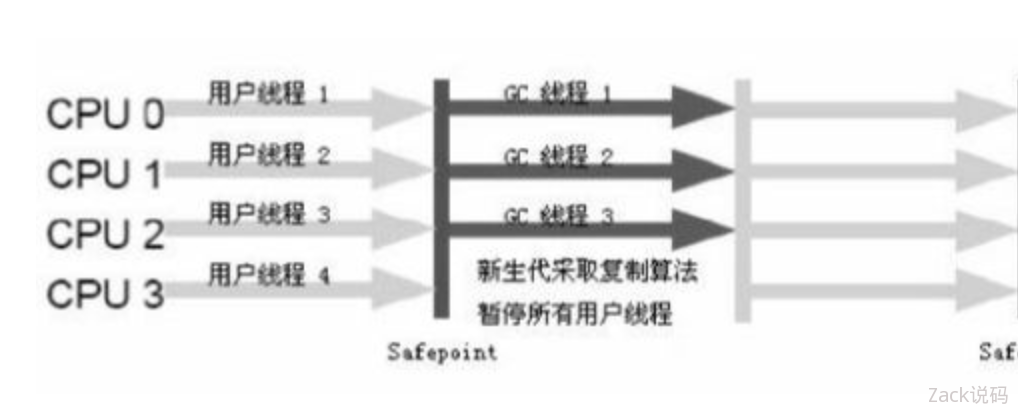 CPU 0
用户线程 1
GC 线程 1
CPU 1
用户线程 2
GC 线程 2
CPU 2
用户线程 3
GC 线程 3
CPU 3
用户线程 4
新生代采取复制算法
暂停所有用户线程
Safepoint
Saf
Zack说码